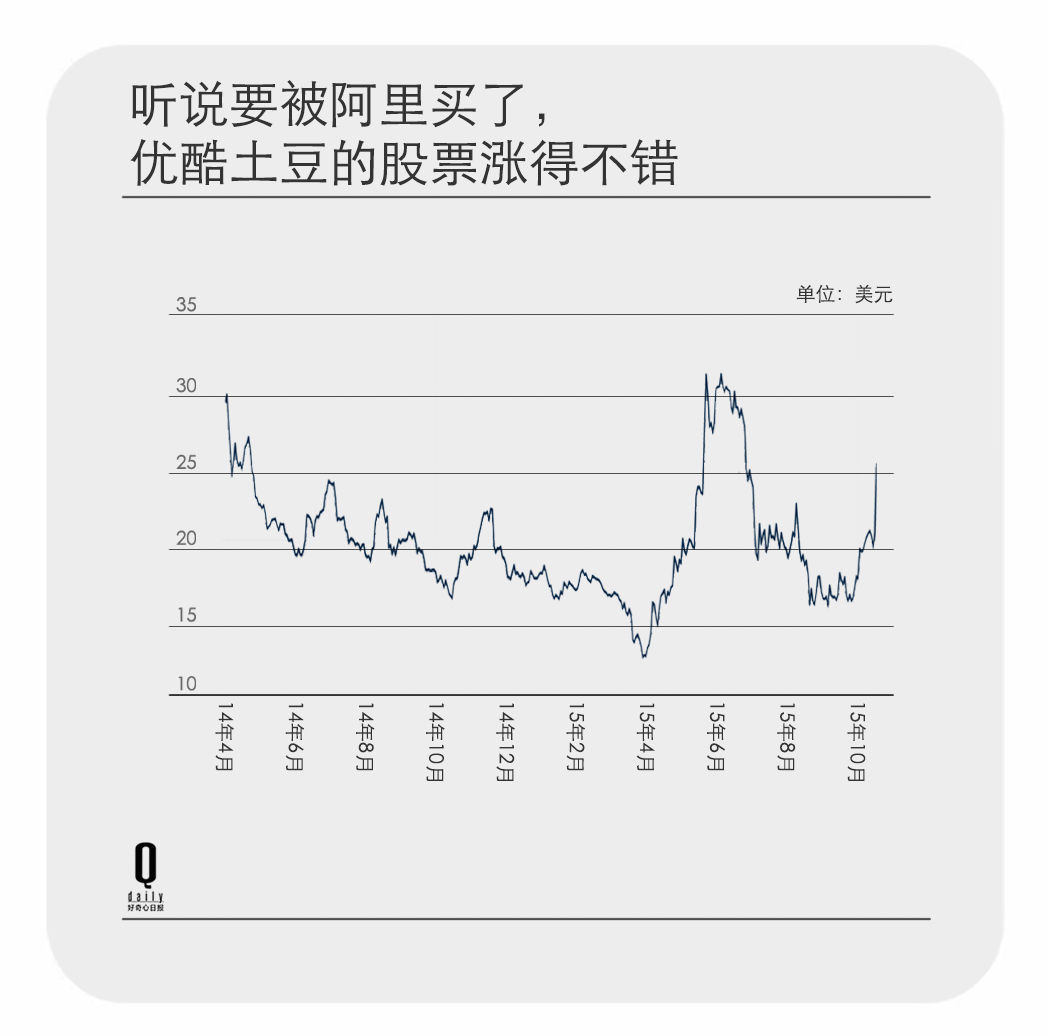 听说要被阿里买了，
优酷土豆的股票涨得不错
单位：美元
35
30
25
20
15
10
14年4月
14年6月
14年8月
14年10月
14年12月
15年2月
15年4月
15年6月
15年8月
15年10月
Q
daily
好奇心日报